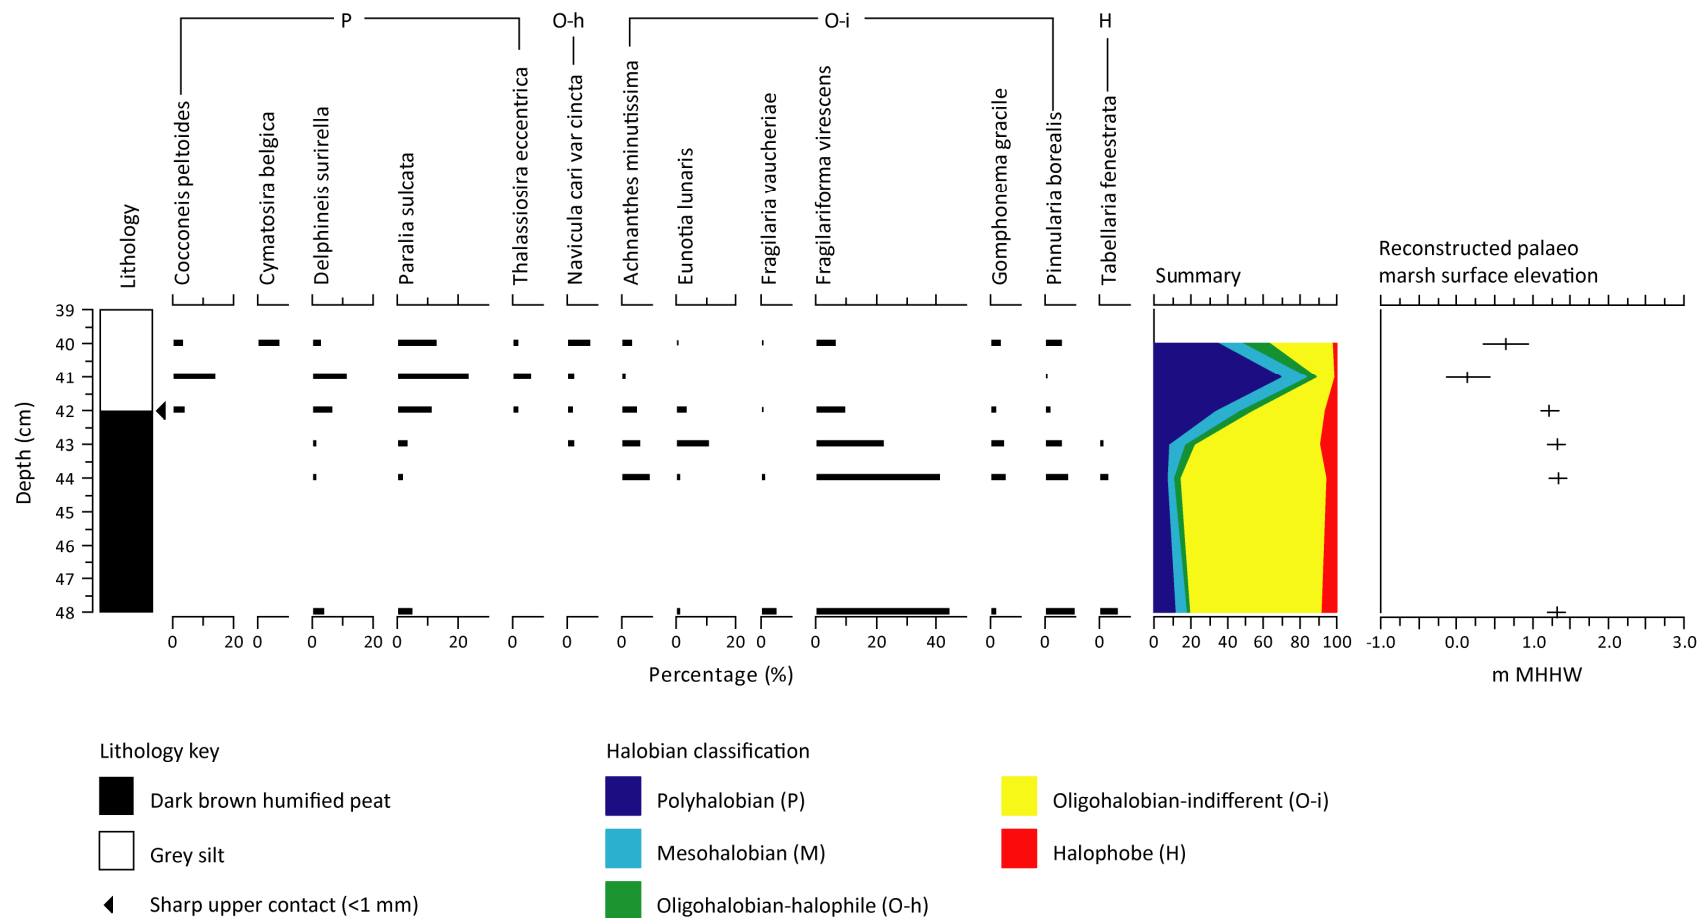 P
O-h
O-i
H
Lithology
Cocconeis peltoides
Cymatosira belgica
Delphineis surirella
Paralia sulcata
Thalassiosira eccentrica
Navicula cari var cincta
Achnanthes minutissima
Eunotia lunaris
Fragilaria vaucheriae
Fragilariforma virescens
Gomphonema gracile
Pinnularia borealis
Tabellaria fenestrata
Summary
Reconstructed palaeo
marsh surface elevation
Depth (cm)
39
40
41
42
43
44
45
46
47
48
0 20 0 0 20 0 20 0 0 0 0 20 0 0 20 40 0 0 0 0 20 40 60 80 100 -1.0 0.0 1.0 2.0 3.0
Percentage (%)
m MHHW
Lithology key
Dark brown humified peat
Grey silt
Sharp upper contact (<1 mm)
Halobian classification
Polyhalobian (P)
Mesohalobian (M)
Oligohalobian-halophile (O-h)
Oligohalobian-indifferent (O-i)
Halophobe (H)